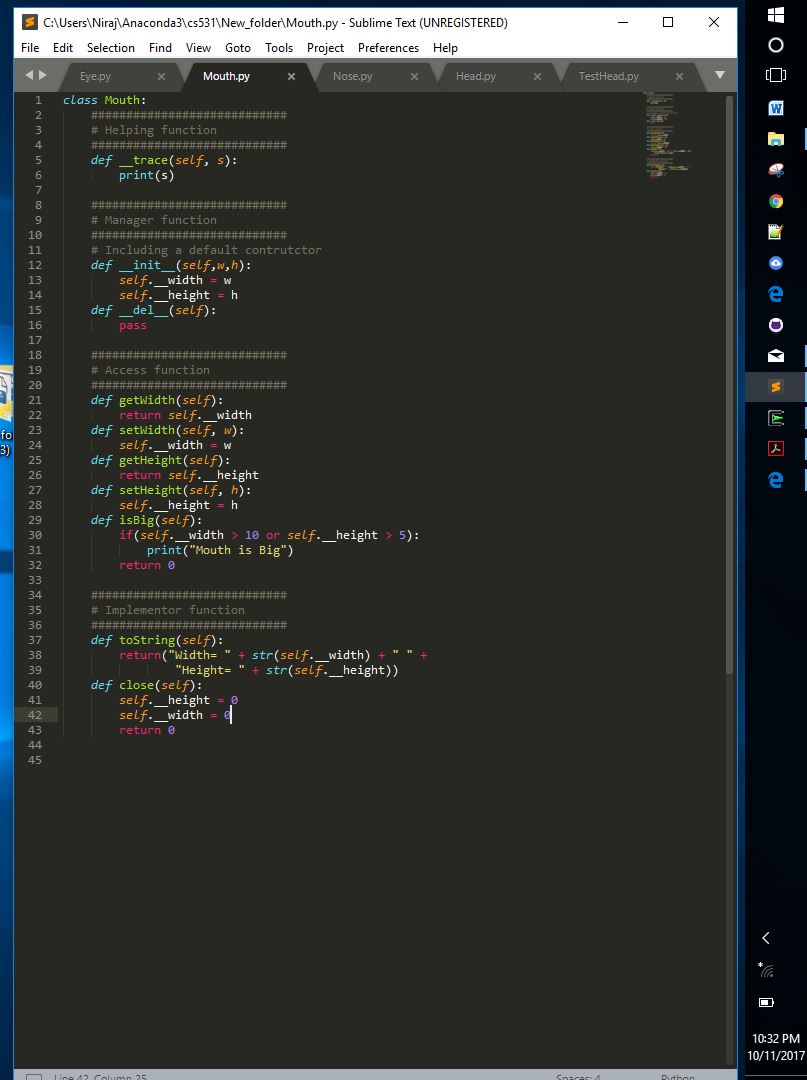 C:\Users\Niraj\Anaconda3\cs531\New_folder\Mouth.py - Sublime Text (UNREGISTERED)
File Edit Selection Find View Goto Tools Project Preferences Help
Eye.py Mouth.py Nose.py Head.py TestHead.py
1 class Mouth:
2 ############################
3 # Helping function
4 ############################
5 def __trace(self, s):
6 print(s)
7
8 ############################
9 # Manager function
10 ############################
11 # Including a default contrutctor
12 def __init__(self,w,h):
13 self.__width = w
14 self.__height = h
15 def __del__(self):
16 pass
17
18 ############################
19 # Access function
20 ############################
21 def getWidth(self):
22 return self.__width
23 def setWidth(self, w):
24 self.__width = w
25 def getHeight(self):
26 return self.__height
27 def setHeight(self, h):
28 self.__height = h
29 def isBig(self):
30 if(self.__width > 10 or self.__height > 5):
31 print("Mouth is Big")
32 return 0
33
34 ############################
35 # Implementor function
36 ############################
37 def toString(self):
38 return("Width= " + str(self.__width) + " " +
39 "Height= " + str(self.__height))
40 def close(self):
41 self.__height = 0
42 self.__width = 0
43 return 0
44
45
fo
3)
Line 42, Column 25 Spaces: 4 Python
10:32 PM
10/11/2017